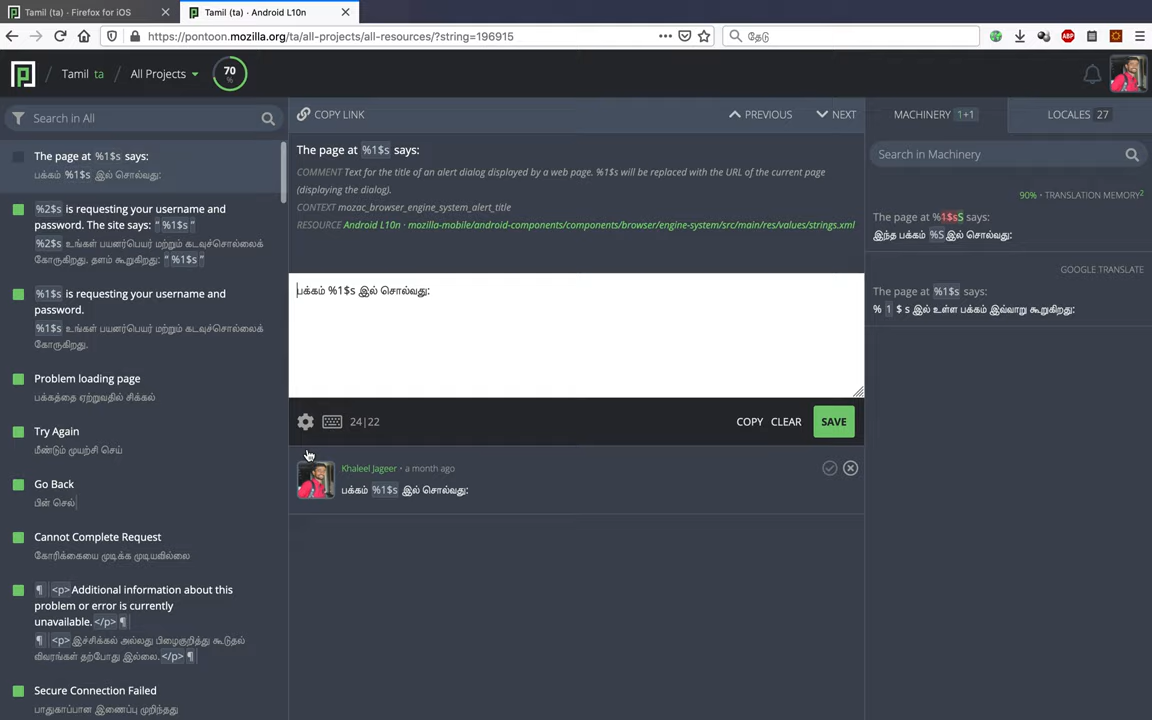 Tamil (ta) · Firefox for iOS
Tamil (ta) · Android L10n
https://pontoon.mozilla.org/ta/all-projects/all-resources/?string=196915
தேடு
Tamil ta
All Projects
70
%
Search in All
The page at %1$s says:
பக்கம் %1$s இல் சொல்வது:
%2$s is requesting your username and
password. The site says: “ %1$s ”
%2$s உங்கள் பயனர்பெயர் மற்றும் கடவுச்சொல்லைக்
கோருகிறது. தளம் கூறுகிறது: “ %1$s ”
%1$s is requesting your username and
password.
%1$s உங்கள் பயனர்பெயர் மற்றும் கடவுச்சொல்லைக்
கோருகிறது.
Problem loading page
பக்கத்தை ஏற்றுவதில் சிக்கல்
Try Again
மீண்டும் முயற்சி செய்
Go Back
பின் செல்
Cannot Complete Request
கோரிக்கையை முடிக்க முடியவில்லை
¶ <p>Additional information about this
problem or error is currently
unavailable.</p> ¶
¶ <p> இச்சிக்கல் அல்லது பிழைகுறித்து கூடுதல்
விவரங்கள் தற்போது இல்லை.</p> ¶
Secure Connection Failed
பாதுகாப்பான இணைப்பு முறிந்தது
COPY LINK
PREVIOUS
NEXT
The page at %1$s says:
COMMENT Text for the title of an alert dialog displayed by a web page. %1$s will be replaced with the URL of the current page
(displaying the dialog).
CONTEXT mozac_browser_engine_system_alert_title
RESOURCE Android L10n · mozilla-mobile/android-components/components/browser/engine-system/src/main/res/values/strings.xml
பக்கம் %1$s இல் சொல்வது:
24|22
COPY
CLEAR
SAVE
Khaleel Jageer · a month ago
பக்கம் %1$s இல் சொல்வது:
MACHINERY 1+1
LOCALES 27
Search in Machinery
90% · TRANSLATION MEMORY2
The page at %1$sS says:
இந்த பக்கம் %S இல் சொல்வது:
GOOGLE TRANSLATE
The page at %1$s says:
% 1 $ s இல் உள்ள பக்கம் இவ்வாறு கூறுகிறது:
ABP